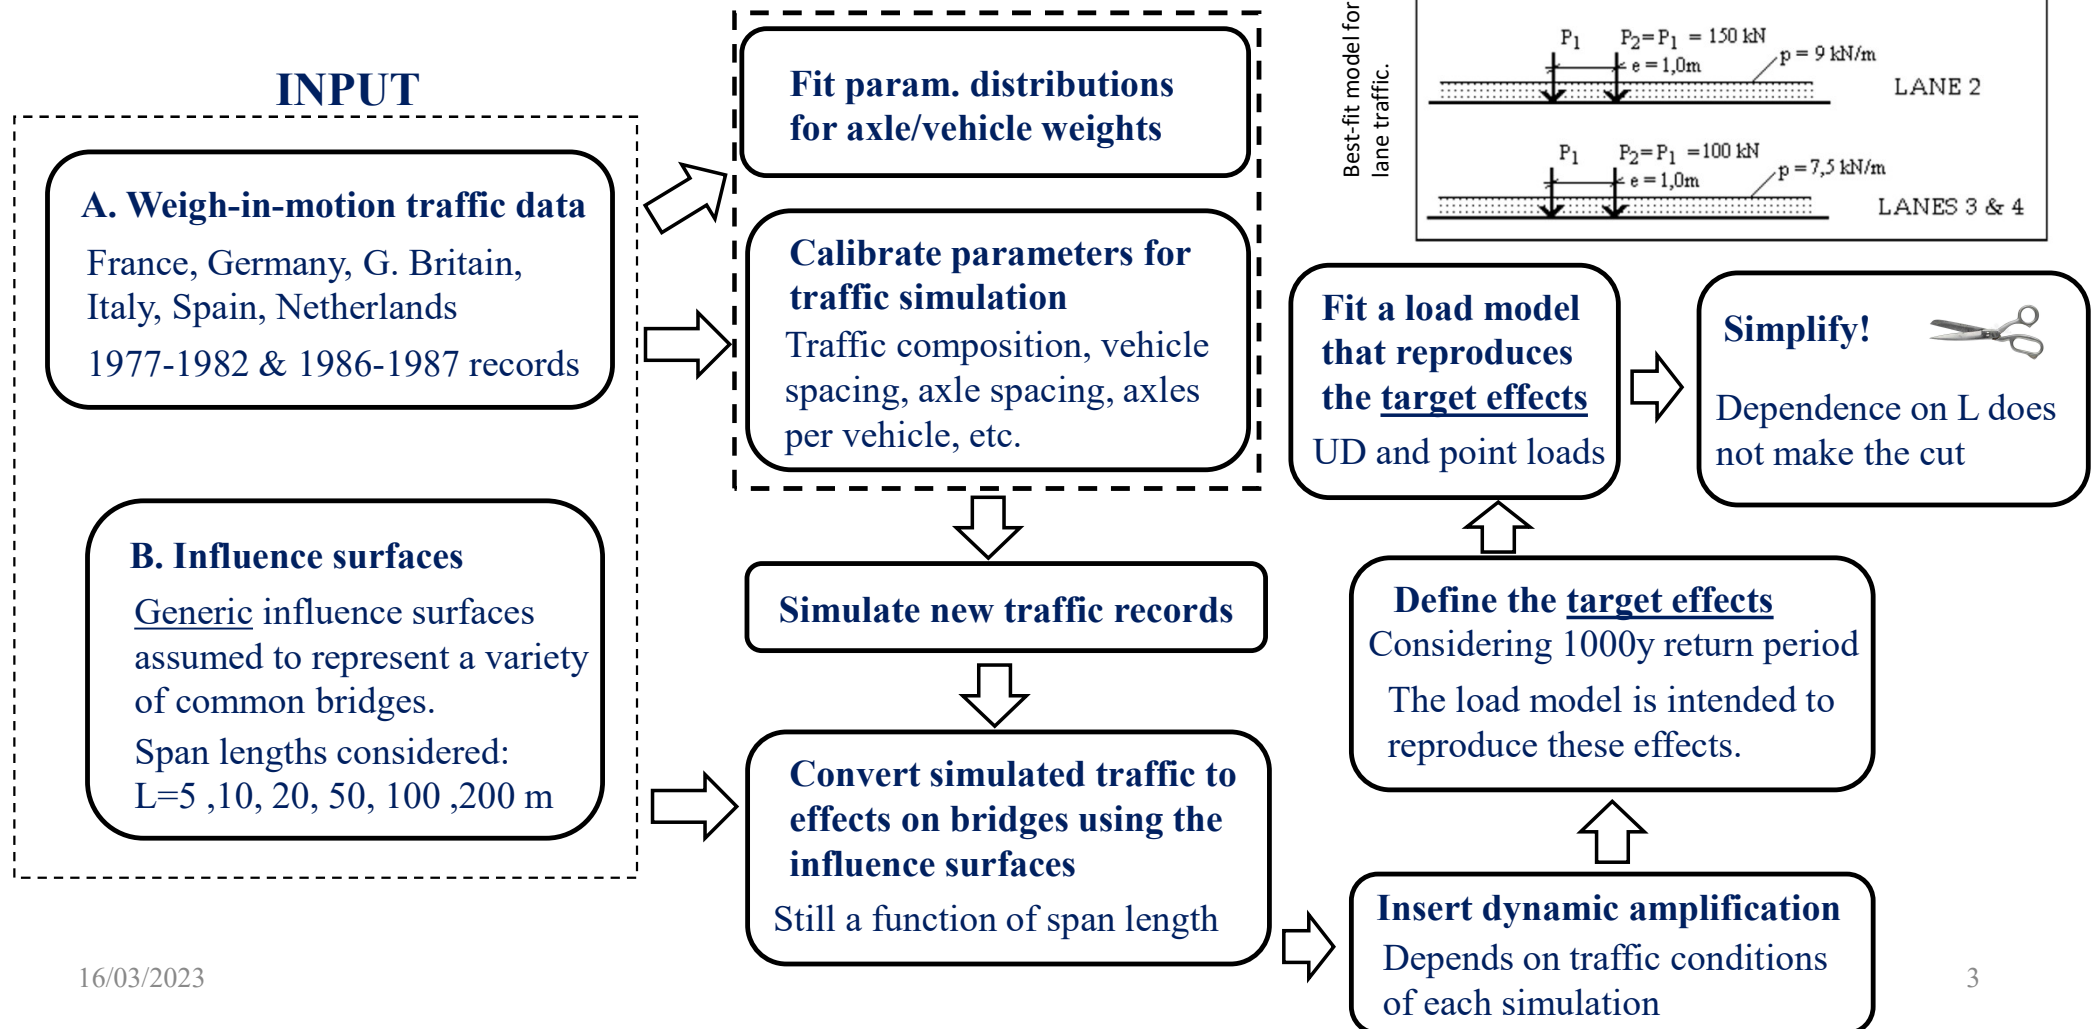 INPUT
A. Weigh-in-motion traffic data
France, Germany, G. Britain,
Italy, Spain, Netherlands
1977-1982 & 1986-1987 records
B. Influence surfaces
Generic influence surfaces
assumed to represent a variety
of common bridges.
Span lengths considered:
L=5 ,10, 20, 50, 100 ,200 m
Fit param. distributions
for axle/vehicle weights
Calibrate parameters for
traffic simulation
Traffic composition, vehicle
spacing, axle spacing, axles
per vehicle, etc.
Simulate new traffic records
Convert simulated traffic to
effects on bridges using the
influence surfaces
Still a function of span length
Insert dynamic amplification
Depends on traffic conditions
of each simulation
Define the target effects
Considering 1000y return period
The load model is intended to
reproduce these effects.
Fit a load model
that reproduces
the target effects
UD and point loads
Simplify!
Dependence on L does
not make the cut
Best-fit model for
lane traffic.
P1 P2=P1 = 150 kN
e = 1,0m
p = 9 kN/m
LANE 2
P1 P2=P1 =100 kN
e = 1,0m
p = 7,5 kN/m
LANES 3 & 4
16/03/2023
3